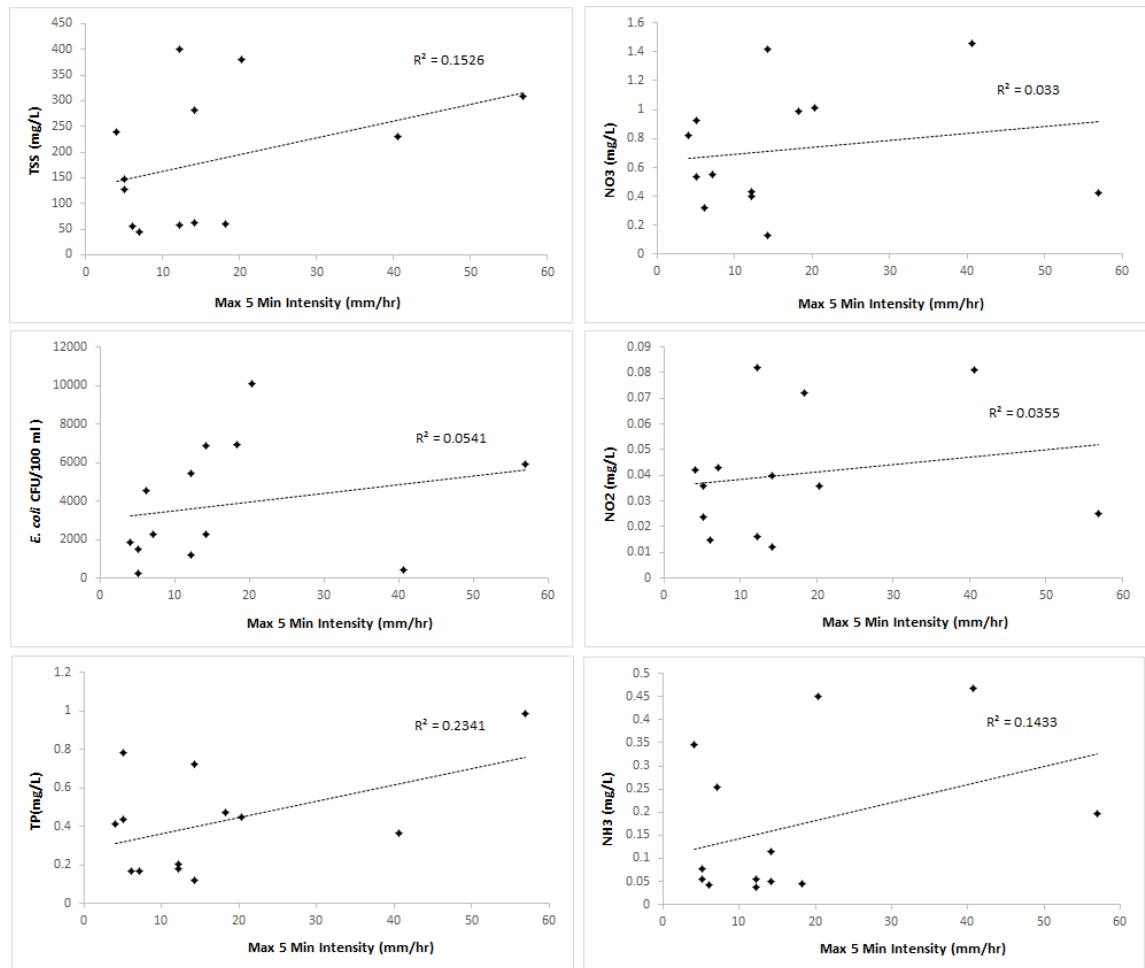 450
400
350
300
250
200
150
100
50
0
TSS (mg/L)
R² = 0.1526
0 10 20 30 40 50 60
Max 5 Min Intensity (mm/hr)
1.6
1.4
1.2
1
0.8
0.6
0.4
0.2
0
NO3 (mg/L)
R² = 0.033
0 10 20 30 40 50 60
Max 5 Min Intensity (mm/hr)
12000
10000
8000
6000
4000
2000
0
E. coli CFU/100 ml )
R² = 0.0541
0 10 20 30 40 50 60
Max 5 Min Intensity (mm/hr)
0.09
0.08
0.07
0.06
0.05
0.04
0.03
0.02
0.01
0
NO2 (mg/L)
R² = 0.0355
0 10 20 30 40 50 60
Max 5 Min Intensity (mm/hr)
1.2
1
0.8
0.6
0.4
0.2
0
TP(mg/L)
R² = 0.2341
0 10 20 30 40 50 60
Max 5 Min Intensity (mm/hr)
0.5
0.45
0.4
0.35
0.3
0.25
0.2
0.15
0.1
0.05
0
NH3 (mg/L)
R² = 0.1433
0 10 20 30 40 50 60
Max 5 Min Intensity (mm/hr)